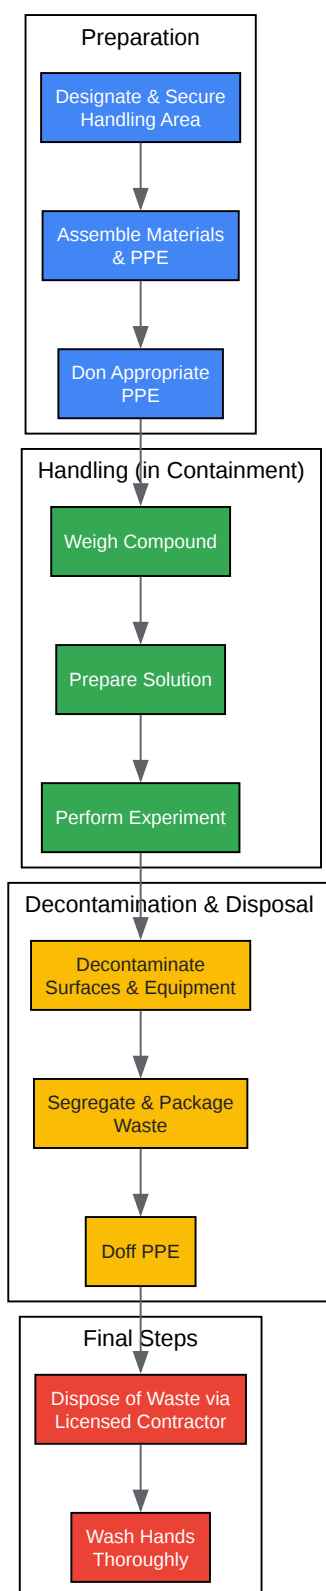 Preparation
Designate & Secure
Handling Area
Assemble Materials
& PPE
Don Appropriate
PPE
Handling (in Containment)
Weigh Compound
Prepare Solution
Perform Experiment
Decontamination & Disposal
Decontaminate
Surfaces & Equipment
Segregate & Package
Waste
Doff PPE
Final Steps
Dispose of Waste via
Licensed Contractor
Wash Hands
Thoroughly